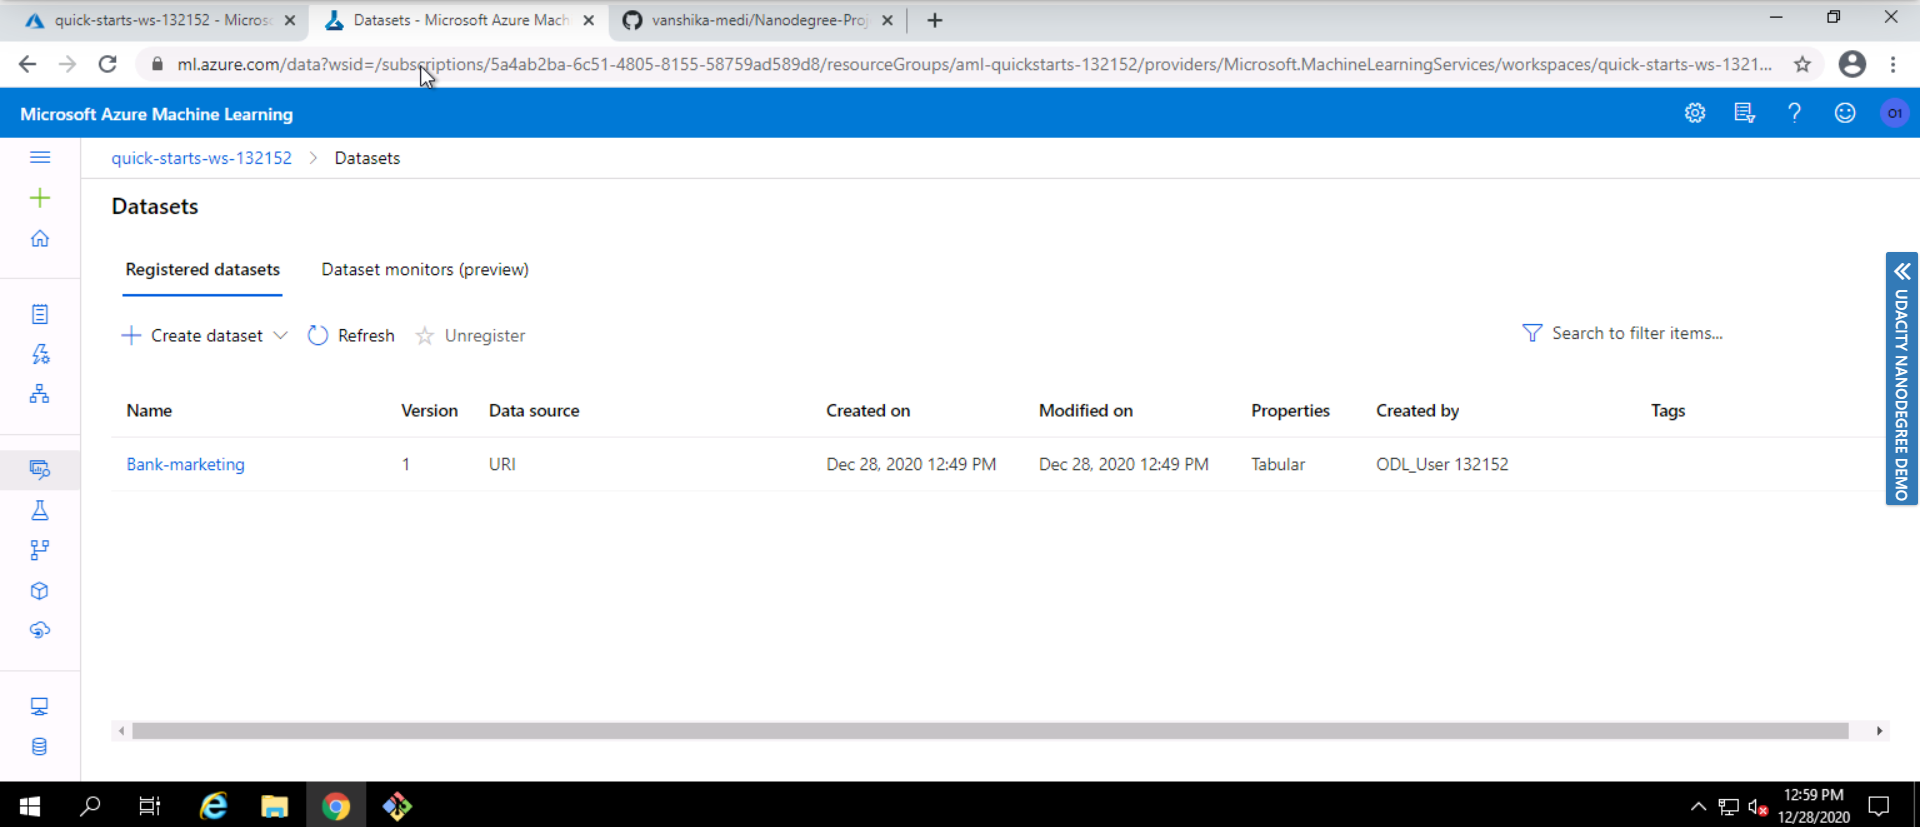 quick-starts-ws-132152 - Microso
Datasets - Microsoft Azure Mach
vanshika-medi/Nanodegree-Proj
ml.azure.com/data?wsid=/subscriptions/5a4ab2ba-6c51-4805-8155-58759ad589d8/resourceGroups/aml-quickstarts-132152/providers/Microsoft.MachineLearningServices/workspaces/quick-starts-ws-1321...
Microsoft Azure Machine Learning
O1
quick-starts-ws-132152 > Datasets
Datasets
Registered datasets Dataset monitors (preview)
Create dataset Refresh Unregister Search to filter items...
Name Version Data source Created on Modified on Properties Created by Tags
Bank-marketing 1 URI Dec 28, 2020 12:49 PM Dec 28, 2020 12:49 PM Tabular ODL_User 132152
UDACITY NANODEGREE DEMO
12:59 PM
12/28/2020